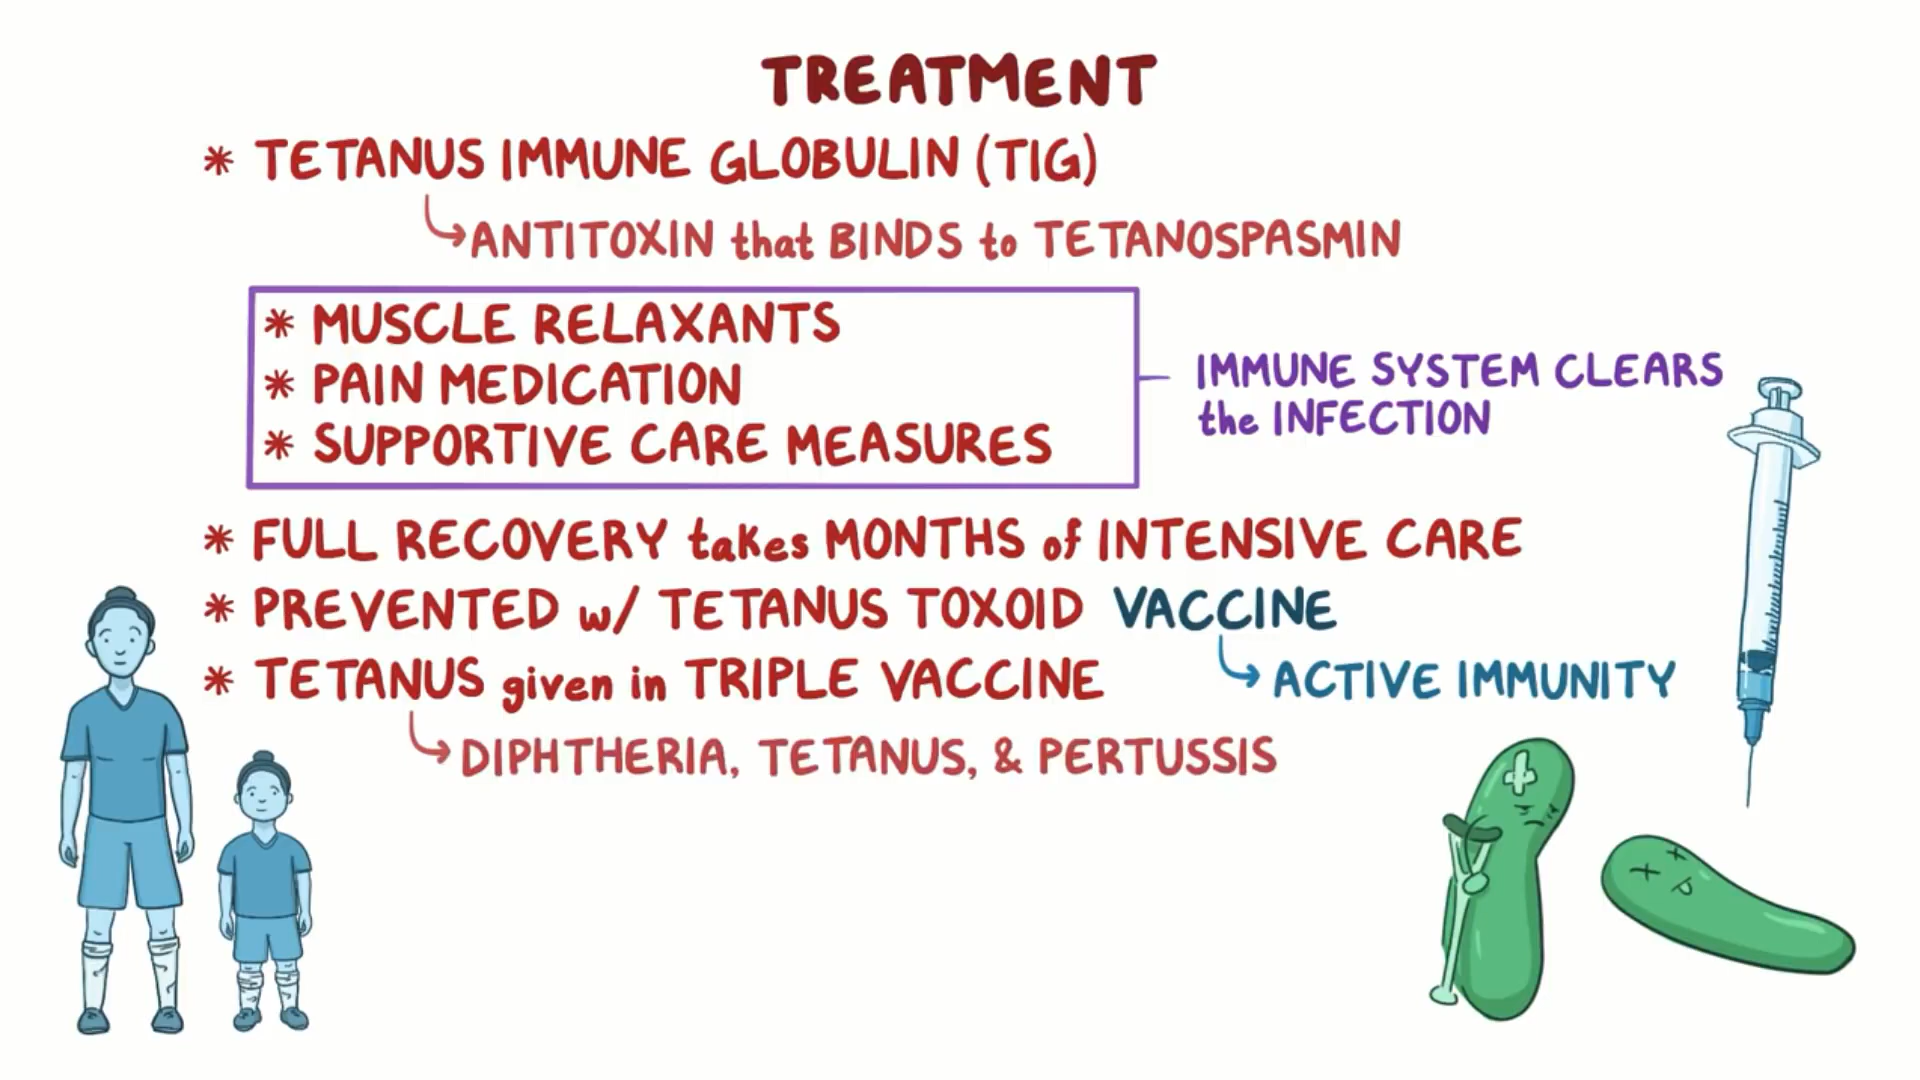 TREATMENT
* TETANUS IMMUNE GLOBULIN (TIG)
ANTITOXIN that BINDS to TETANOSPASMIN
* MUSCLE RELAXANTS
* PAIN MEDICATION
* SUPPORTIVE CARE MEASURES
IMMUNE SYSTEM CLEARS
the INFECTION
* FULL RECOVERY takes MONTHS of INTENSIVE CARE
* PREVENTED w/ TETANUS TOXOID VACCINE
ACTIVE IMMUNITY
* TETANUS given in TRIPLE VACCINE
DIPHTHERIA, TETANUS, & PERTUSSIS